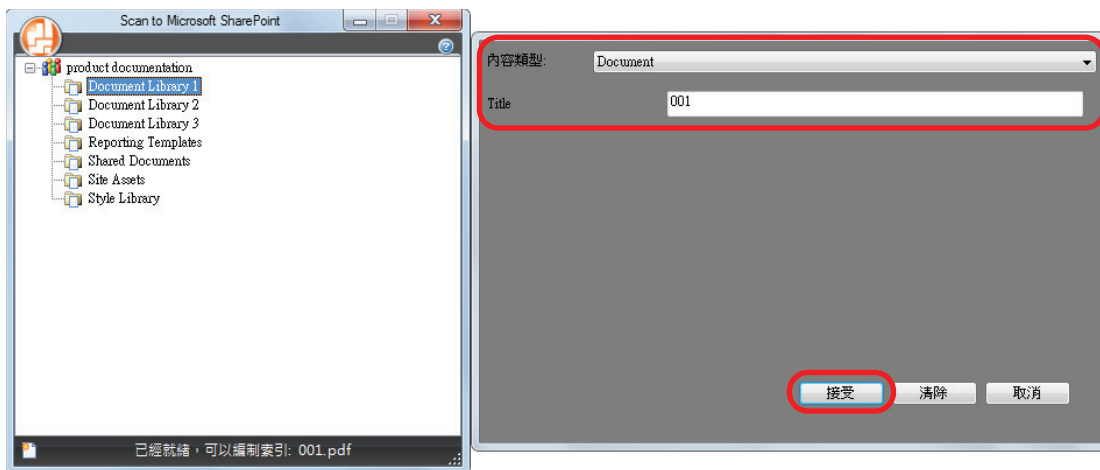 Scan to Microsoft SharePoint
product documentation
Document Library 1
Document Library 2
Document Library 3
Reporting Templates
Shared Documents
Site Assets
Style Library
已經就緒，可以編制索引: 001.pdf
內容類型: Document
Title 001
接受 清除 取消